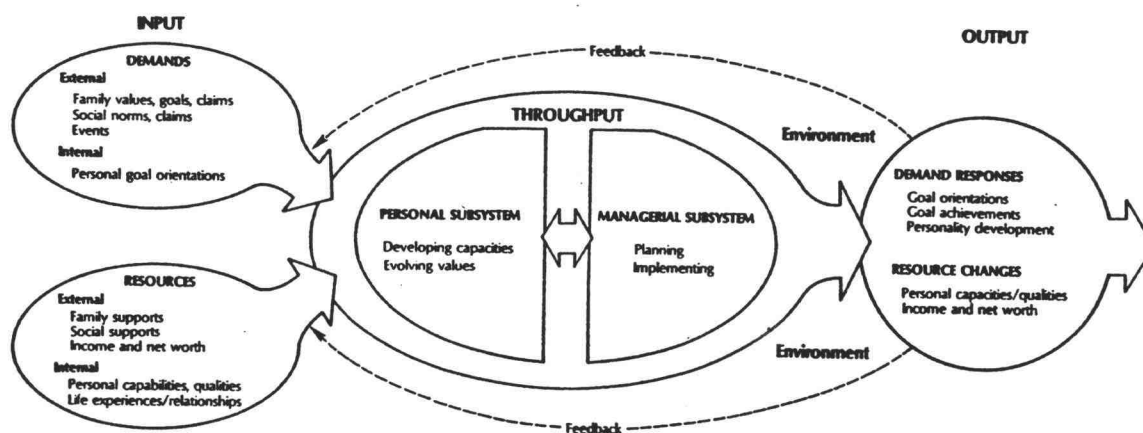 INPUT
DEMANDS
External
Family values, goals, claims
Social norms, claims
Events
Internal
Personal goal orientations
RESOURCES
External
Family supports
Social supports
Income and net worth
Internal
Personal capabilities, qualities
Life experiences/relationships
Feedback
THROUGHPUT
PERSONAL SUBSYSTEM
Developing capacities
Evolving values
MANAGERIAL SUBSYSTEM
Planning
Implementing
Environment
Environment
Feedback
OUTPUT
DEMAND RESPONSES
Goal orientations
Goal achievements
Personality development
RESOURCE CHANGES
Personal capacities/qualities
Income and net worth